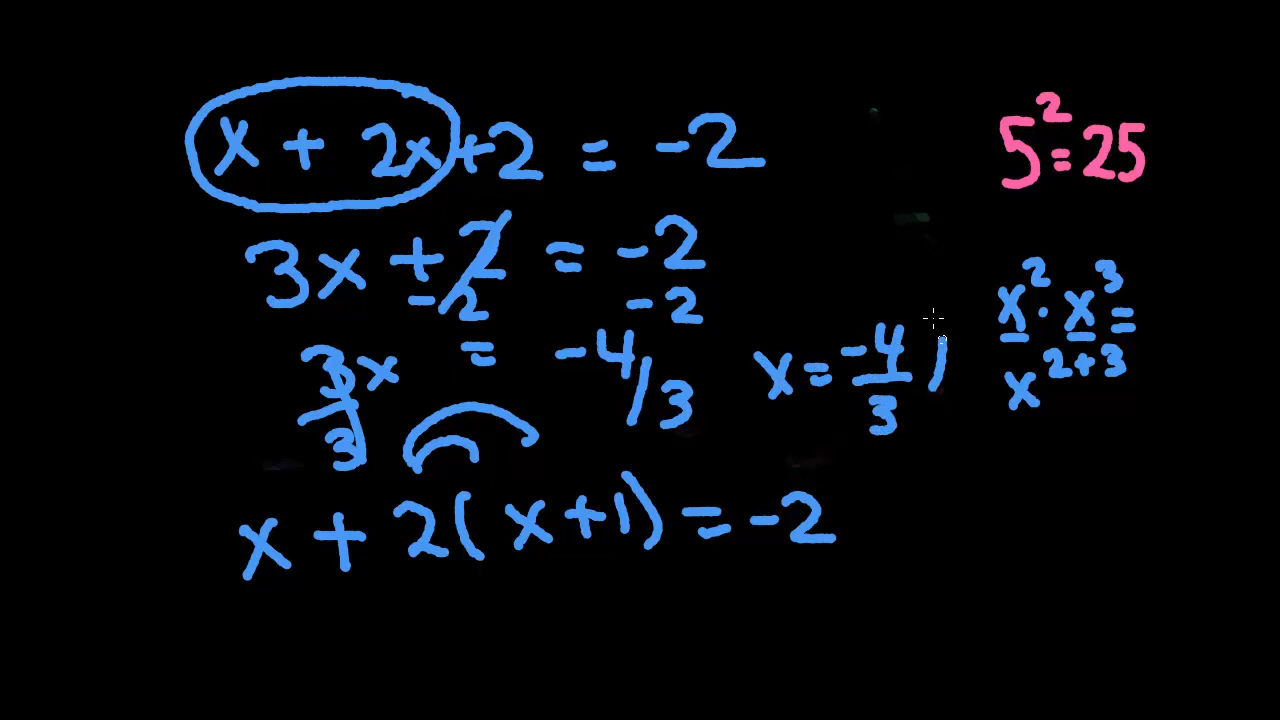 x + 2x + 2 = -2
3x + 2 = -2
- 2 - 2
3x = -4/3
3
x + 2(x+1) = -2
x = -4/3 )
5² = 25
x² · x³ =
x²⁺³